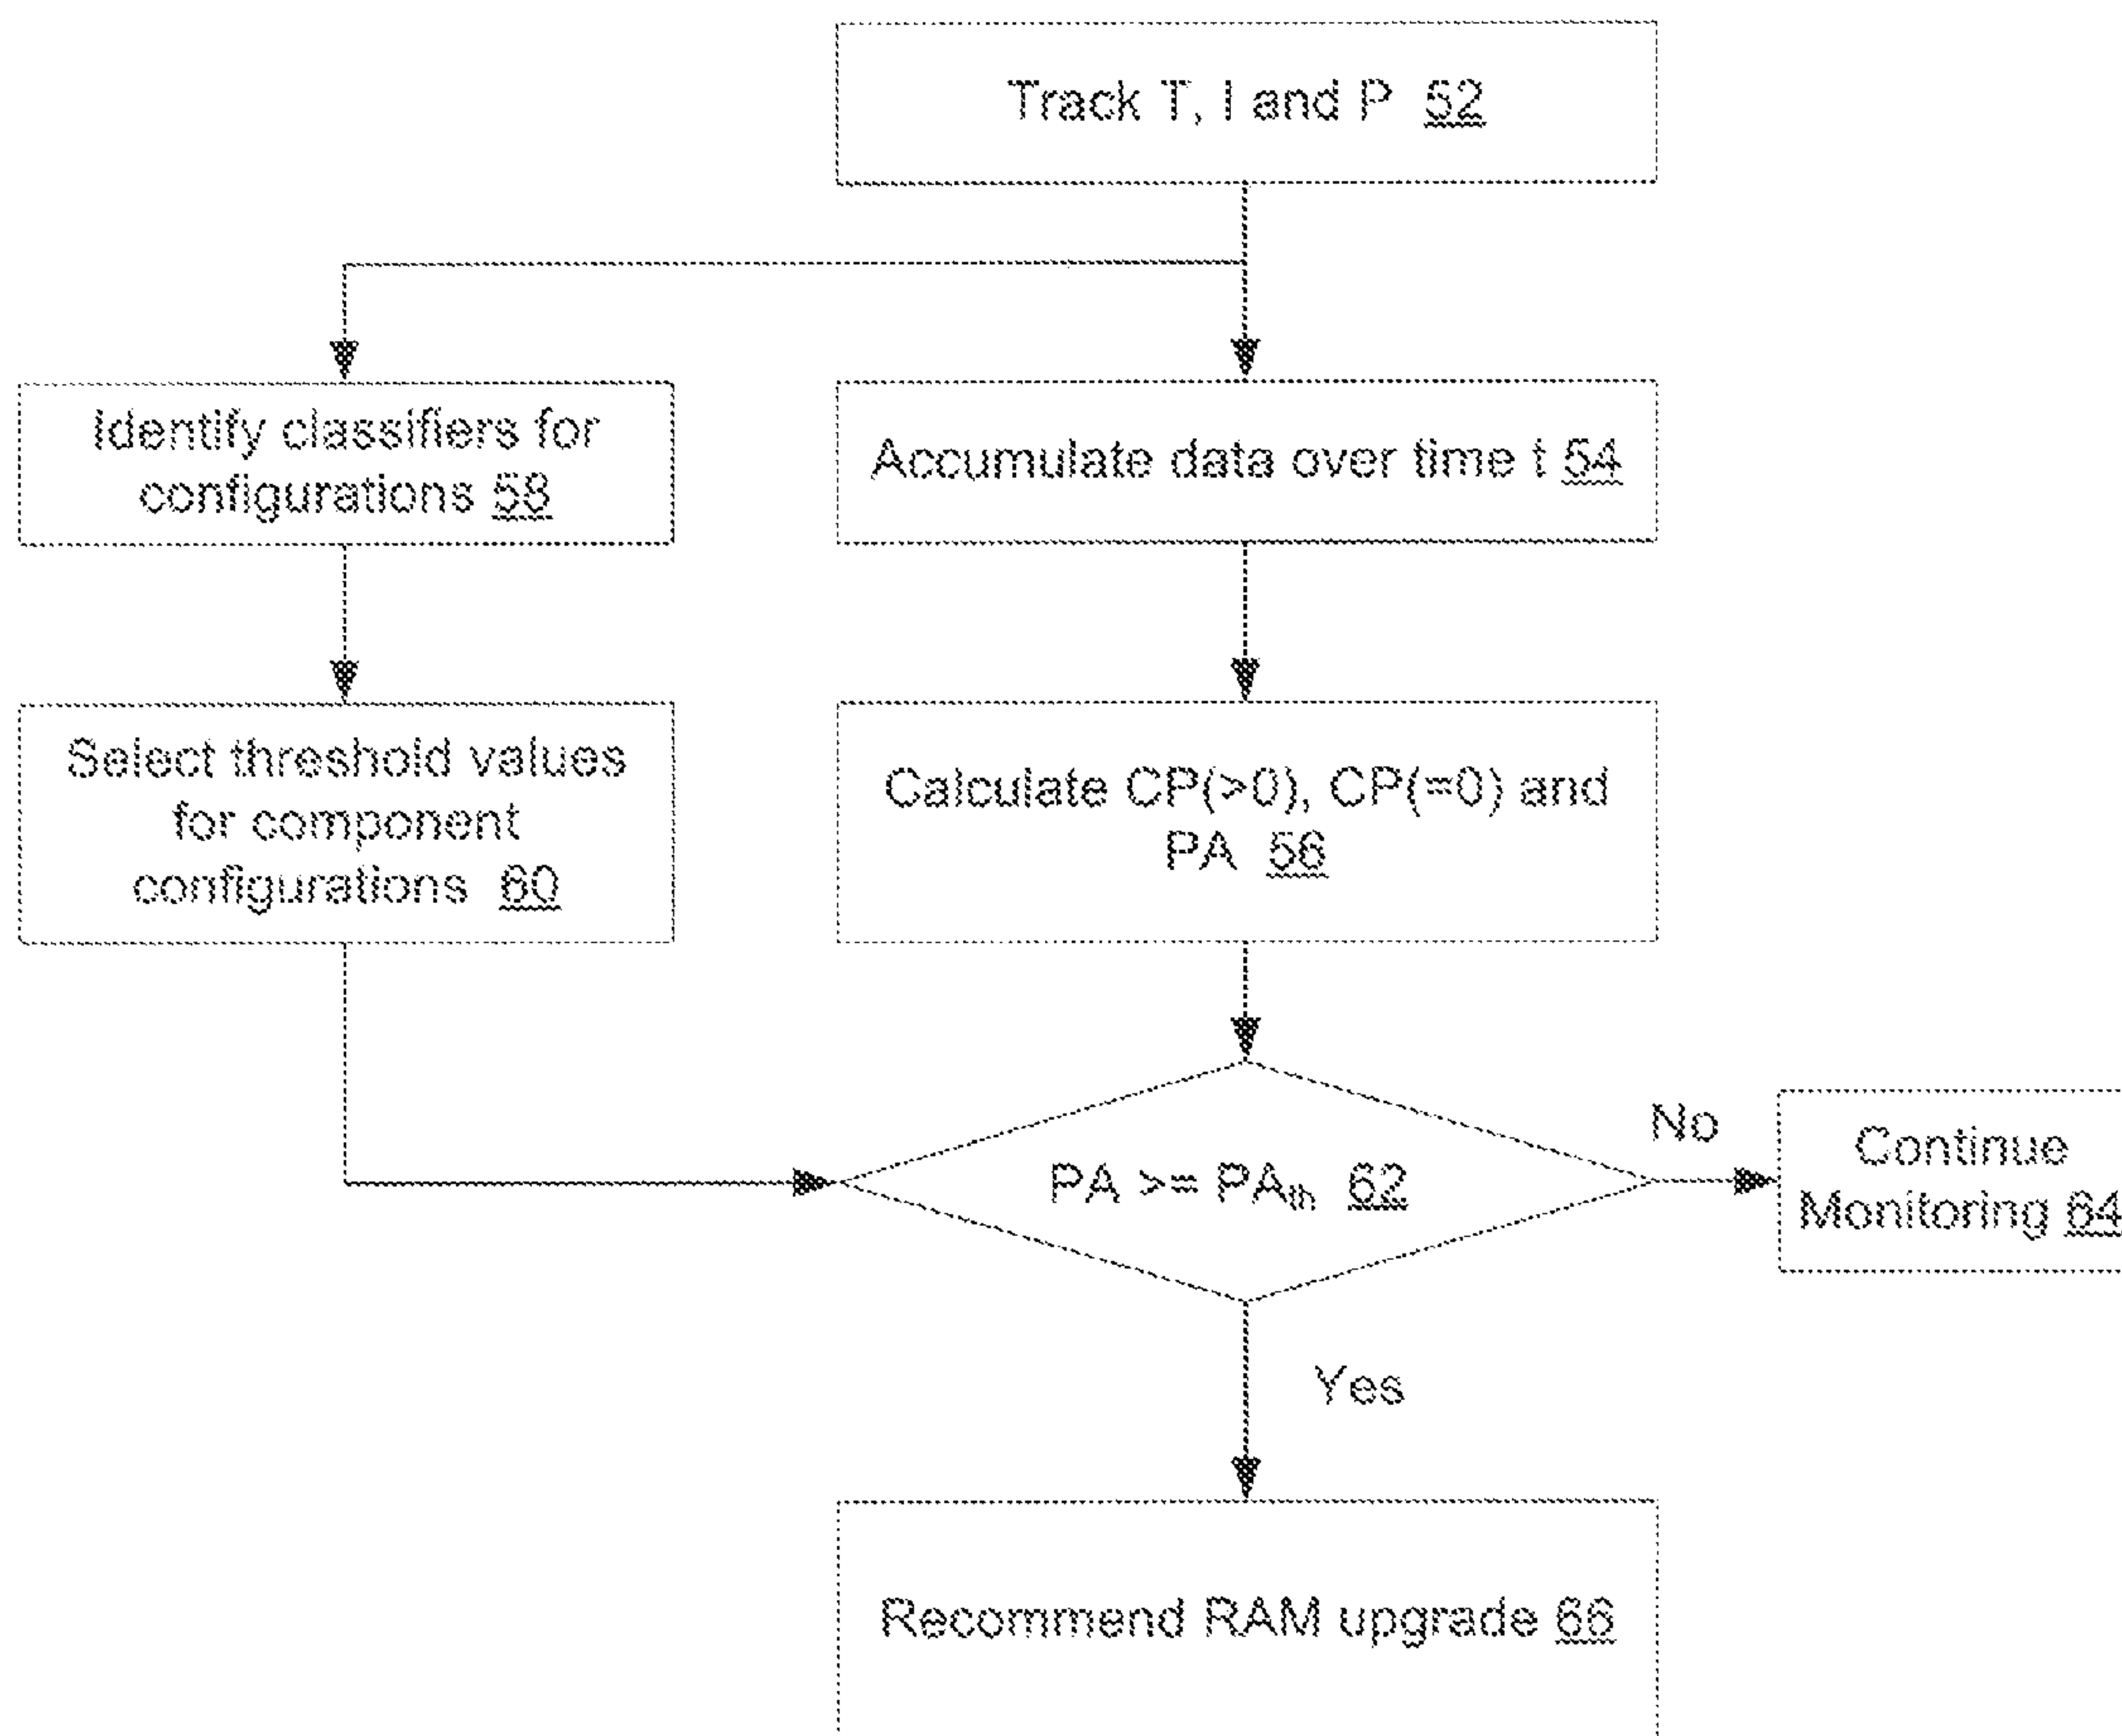 Track T, I and P 52
Identify classifiers for
configurations 58
Accumulate data over time t 54
Select threshold values
for component
configurations 60
Calculate CP(>0), CP(=0) and
PA 56
PA >= PAth 62
No
Continue
Monitoring 64
Yes
Recommend RAM upgrade 66